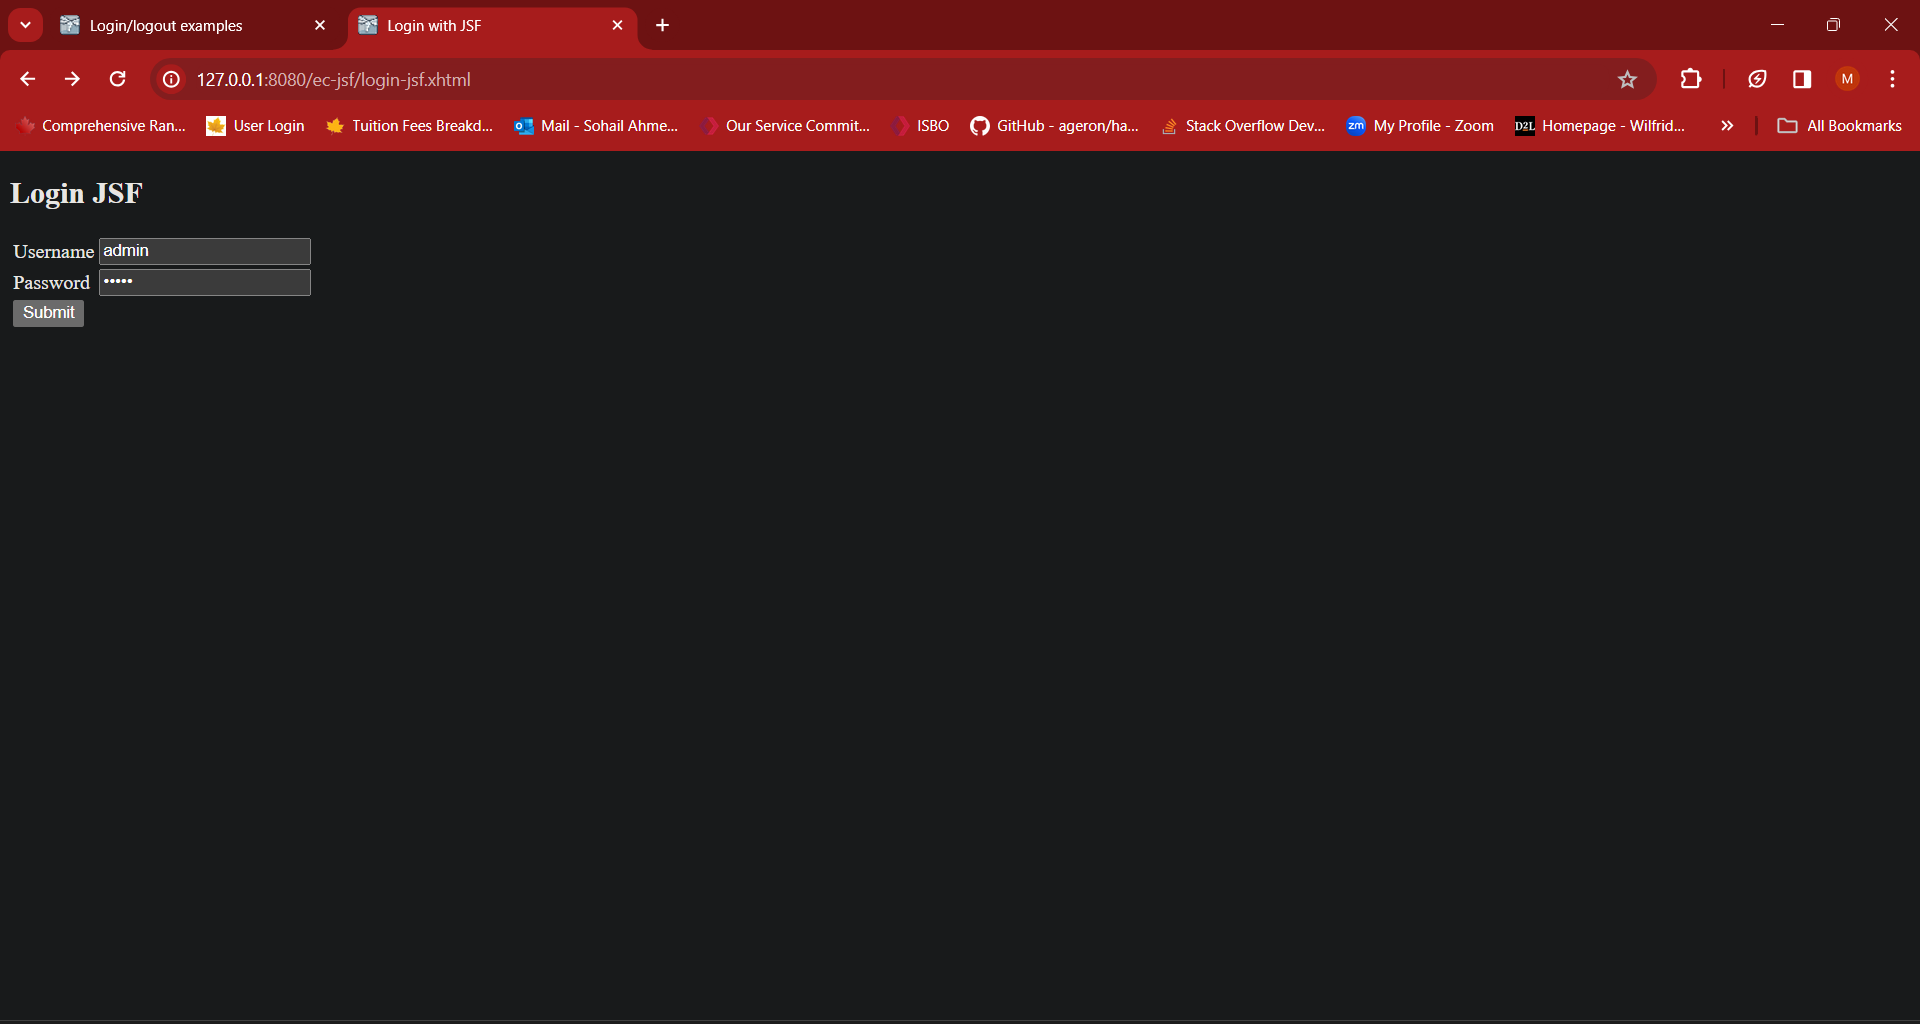 Login/logout examples
Login with JSF
127.0.0.1:8080/ec-jsf/login-jsf.xhtml
M
Comprehensive Ran...
User Login
Tuition Fees Breakd...
Mail - Sohail Ahme...
Our Service Commit...
ISBO
GitHub - ageron/ha...
Stack Overflow Dev...
zm My Profile - Zoom
D2L Homepage - Wilfrid...
All Bookmarks
Login JSF
Username admin
Password •••••
Submit